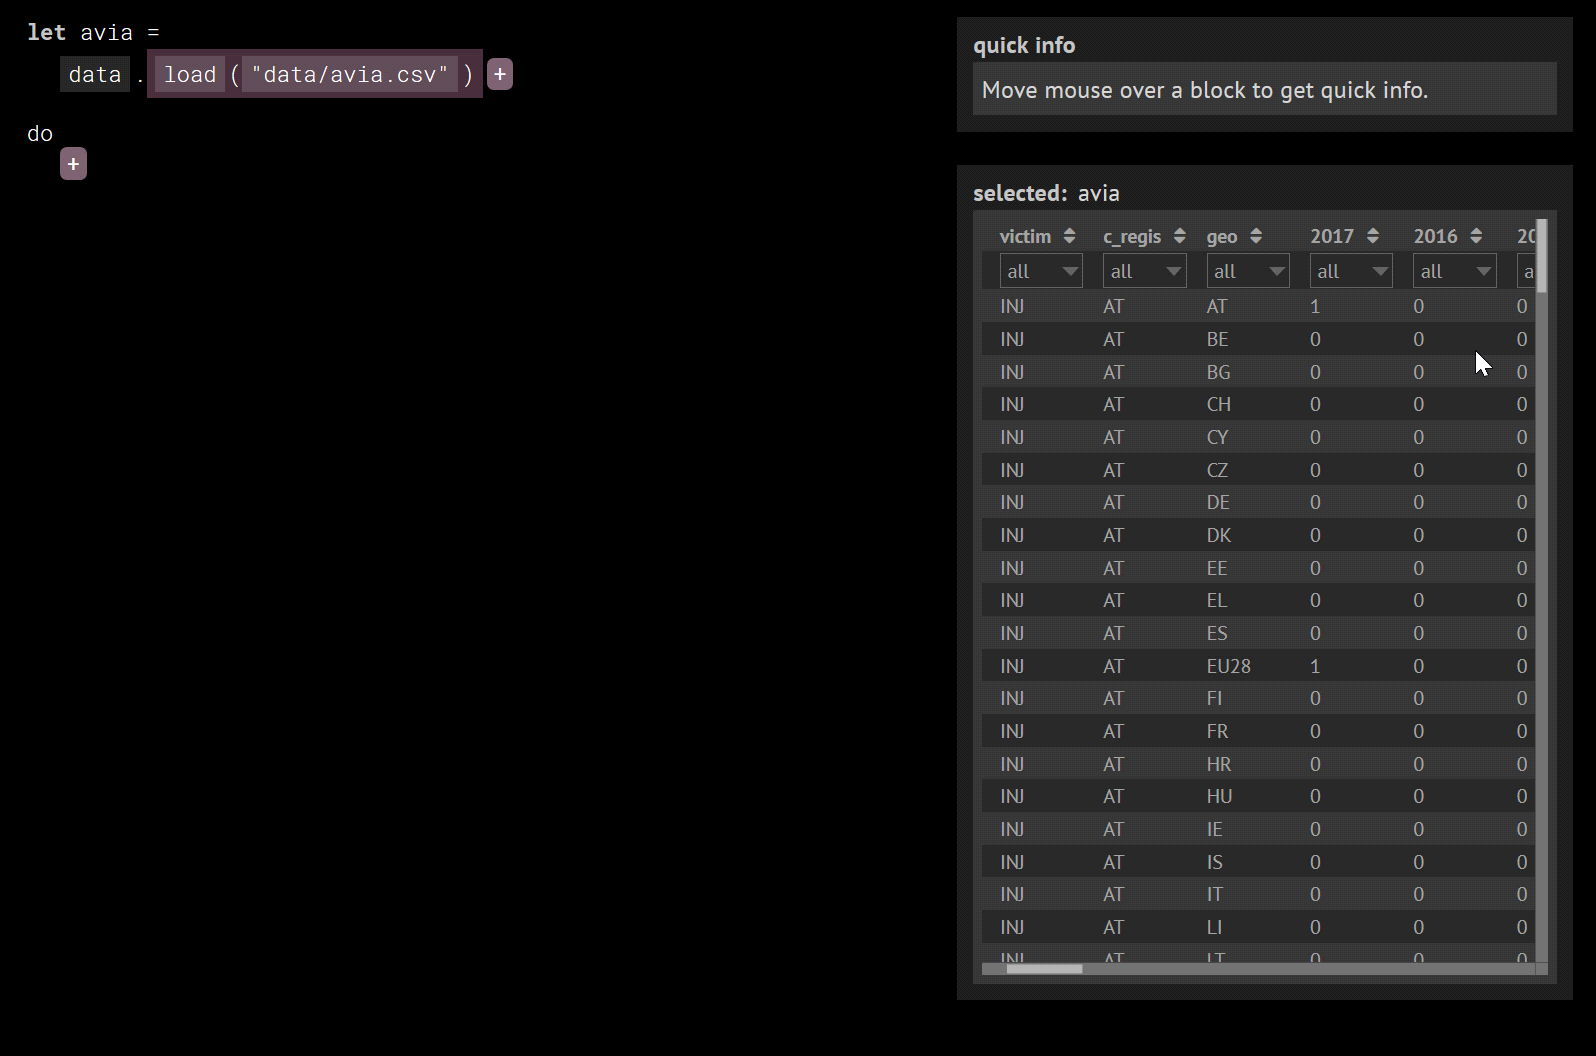 let avia =
data . load ( "data/avia.csv" ) +
do
+
quick info
Move mouse over a block to get quick info.
selected: avia
victim c_regis geo 2017 2016 20
all all all all all a
INJ AT AT 1 0 0
INJ AT BE 0 0 0
INJ AT BG 0 0 0
INJ AT CH 0 0 0
INJ AT CY 0 0 0
INJ AT CZ 0 0 0
INJ AT DE 0 0 0
INJ AT DK 0 0 0
INJ AT EE 0 0 0
INJ AT EL 0 0 0
INJ AT ES 0 0 0
INJ AT EU28 1 0 0
INJ AT FI 0 0 0
INJ AT FR 0 0 0
INJ AT HR 0 0 0
INJ AT HU 0 0 0
INJ AT IE 0 0 0
INJ AT IS 0 0 0
INJ AT IT 0 0 0
INJ AT LI 0 0 0
INJ AT LT 0 0 0